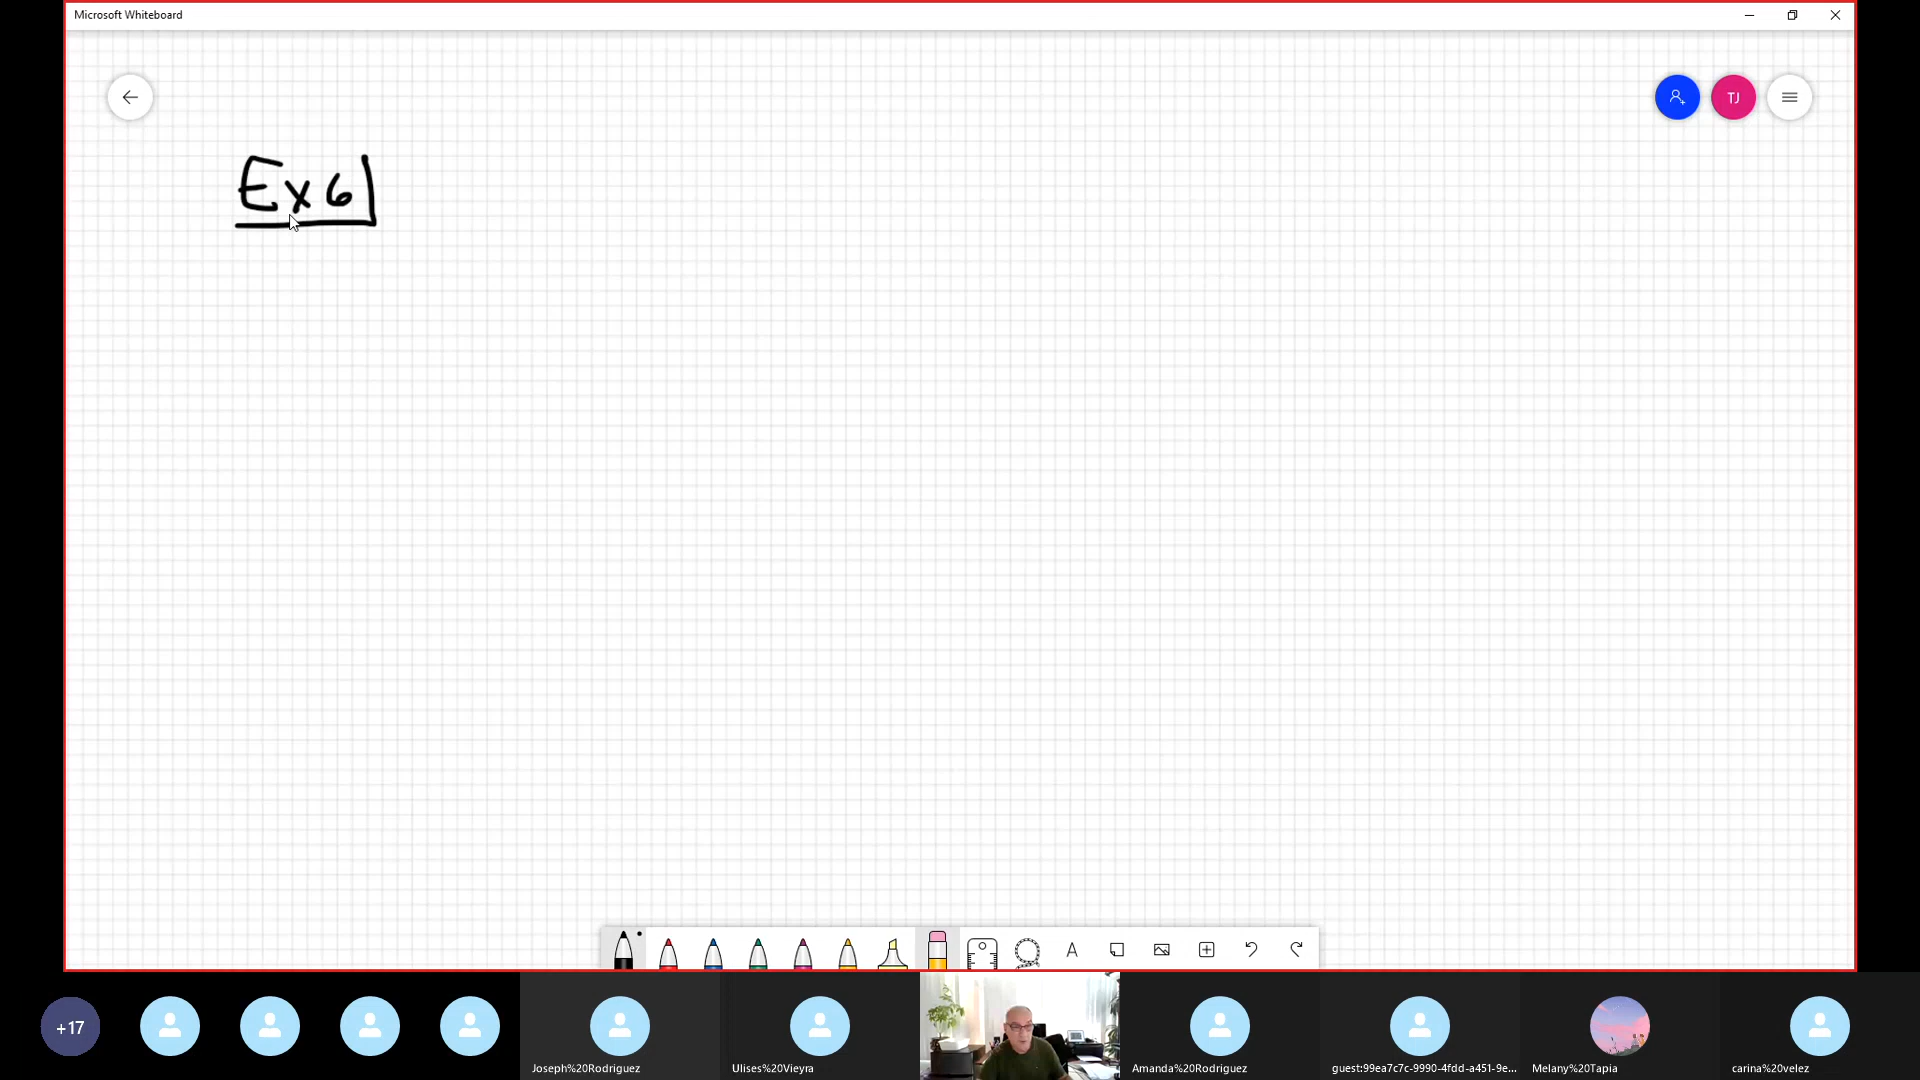 Microsoft Whiteboard
TJ
Ex 6
A
+17
Joseph%20Rodriguez
Ulises%20Vieyra
Amanda%20Rodriguez
guest:99ea7c7c-9990-4fdd-a451-9e...
Melany%20Tapia
carina%20velez